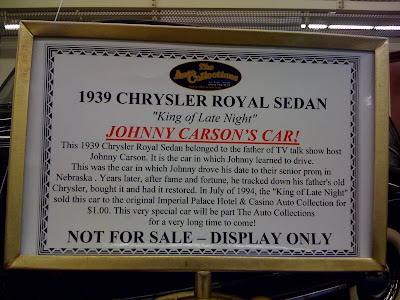 The
Auto Collections
1939 CHRYSLER ROYAL SEDAN
"King of Late Night"
JOHNNY CARSON'S CAR!
This 1939 Chrysler Royal Sedan belonged to the father of TV talk show host
Johnny Carson. It is the car in which Johnny learned to drive.
This was the car in which Johnny drove his date to their senior prom in
Nebraska . Years later, after fame and fortune, he tracked down his father's old
Chrysler, bought it and had it restored. In July of 1994, the "King of Late Night"
sold this car to the original Imperial Palace Hotel & Casino Auto Collection for
$1.00. This very special car will be part The Auto Collections
for a very long time to come!
NOT FOR SALE – DISPLAY ONLY